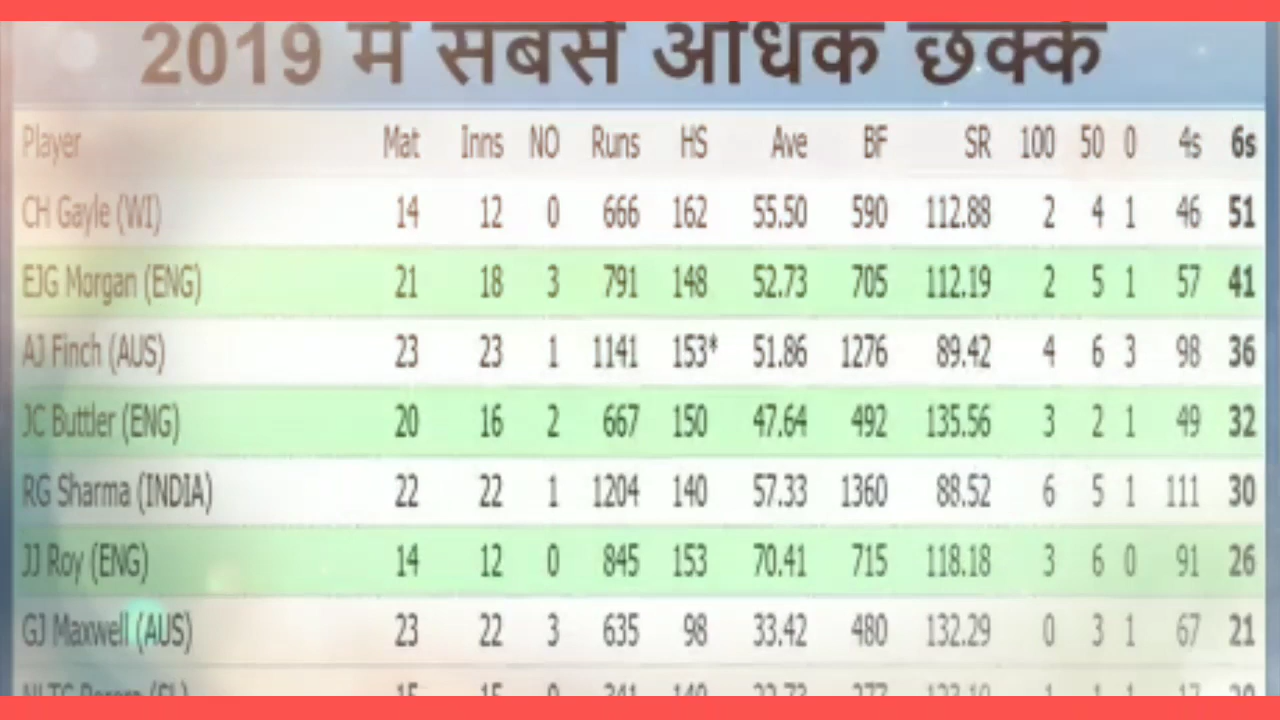 2019 में सबसे अधिक छक्के
Player Mat Inns NO Runs HS Ave BF SR 100 50 0 4s 6s
CH Gayle (WI) 14 12 0 666 162 55.50 590 112.88 2 4 1 46 51
EJG Morgan (ENG) 21 18 3 791 148 52.73 705 112.19 2 5 1 57 41
AJ Finch (AUS) 23 23 1 1141 153* 51.86 1276 89.42 4 6 3 98 36
JC Buttler (ENG) 20 16 2 667 150 47.64 492 135.56 3 2 1 49 32
RG Sharma (INDIA) 22 22 1 1204 140 57.33 1360 88.52 6 5 1 111 30
JJ Roy (ENG) 14 12 0 845 153 70.41 715 118.18 3 6 0 91 26
GJ Maxwell (AUS) 23 22 3 635 98 33.42 480 132.29 0 3 1 67 21